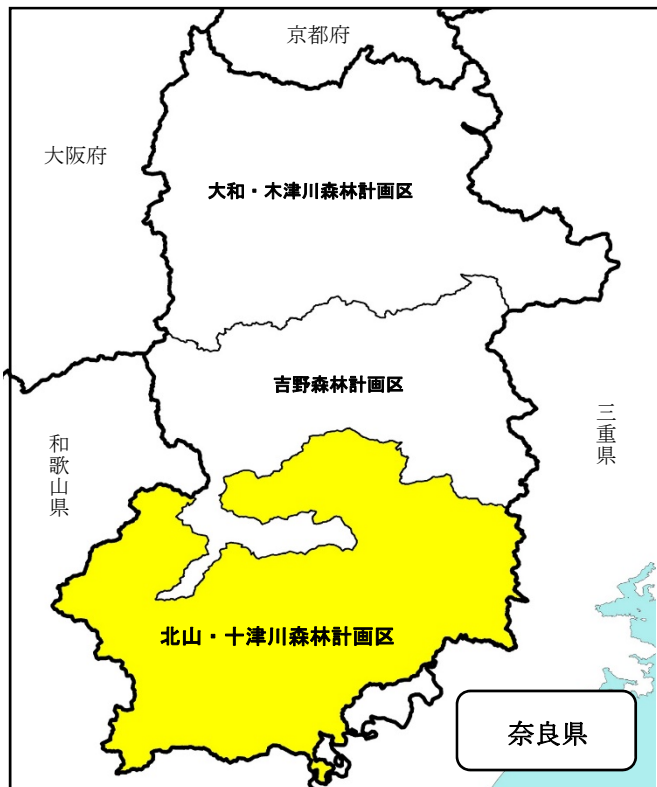 京都府
大阪府
大和・木津川森林計画区
吉野森林計画区
三重県
和歌山県
北山・十津川森林計画区
奈良県